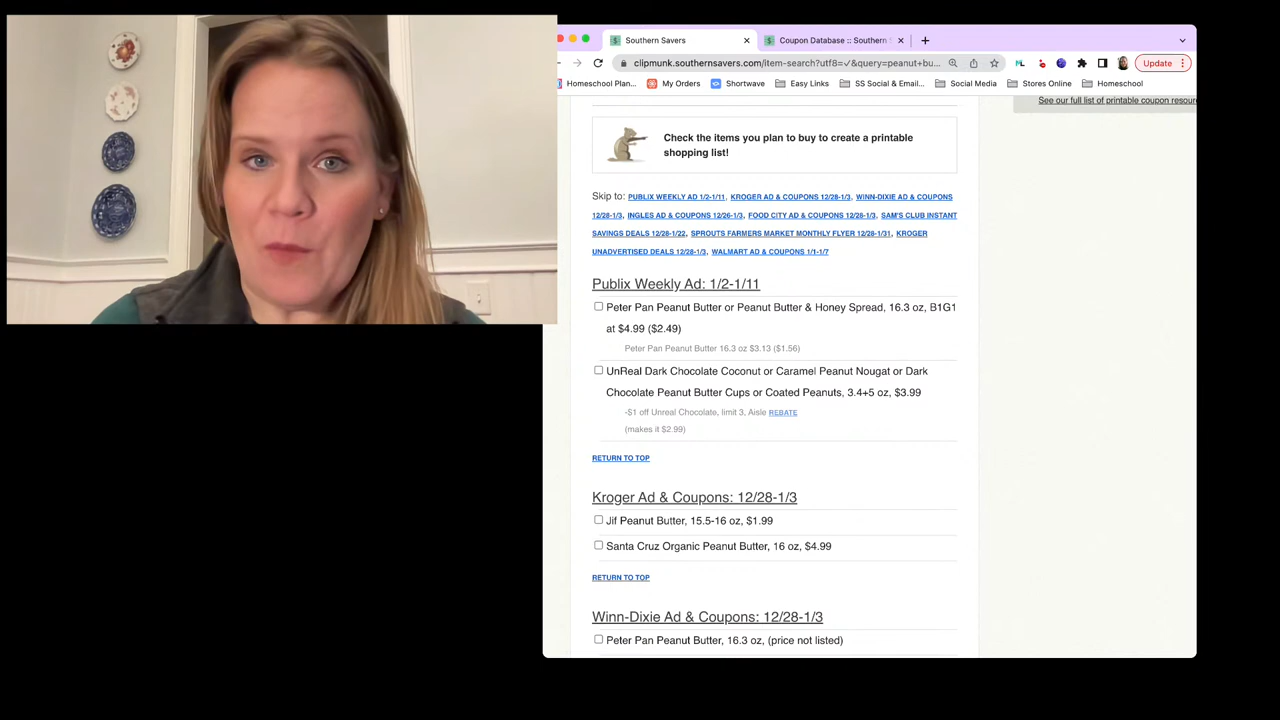 Southern Savers
Coupon Database :: Southern
clipmunk.southernsavers.com/item-search?utf8=✓&query=peanut+bu...
Update
Homeschool Plan...
My Orders
Shortwave
Easy Links
SS Social & Email...
Social Media
Stores Online
Homeschool
See our full list of printable coupon resour
Check the items you plan to buy to create a printable
shopping list!
Skip to: PUBLIX WEEKLY AD 1/2-1/11, KROGER AD & COUPONS 12/28-1/3, WINN-DIXIE AD & COUPONS
12/28-1/3, INGLES AD & COUPONS 12/26-1/3, FOOD CITY AD & COUPONS 12/28-1/3, SAM'S CLUB INSTANT
SAVINGS DEALS 12/28-1/22, SPROUTS FARMERS MARKET MONTHLY FLYER 12/28-1/31, KROGER
UNADVERTISED DEALS 12/28-1/3, WALMART AD & COUPONS 1/1-1/7
Publix Weekly Ad: 1/2-1/11
Peter Pan Peanut Butter or Peanut Butter & Honey Spread, 16.3 oz, B1G1
at $4.99 ($2.49)
Peter Pan Peanut Butter 16.3 oz $3.13 ($1.56)
UnReal Dark Chocolate Coconut or Caramel Peanut Nougat or Dark
Chocolate Peanut Butter Cups or Coated Peanuts, 3.4+5 oz, $3.99
-$1 off Unreal Chocolate, limit 3, Aisle REBATE
(makes it $2.99)
RETURN TO TOP
Kroger Ad & Coupons: 12/28-1/3
Jif Peanut Butter, 15.5-16 oz, $1.99
Santa Cruz Organic Peanut Butter, 16 oz, $4.99
RETURN TO TOP
Winn-Dixie Ad & Coupons: 12/28-1/3
Peter Pan Peanut Butter, 16.3 oz, (price not listed)